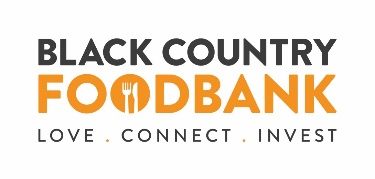 BLACK COUNTRY
FOODBANK
LOVE . CONNECT . INVEST